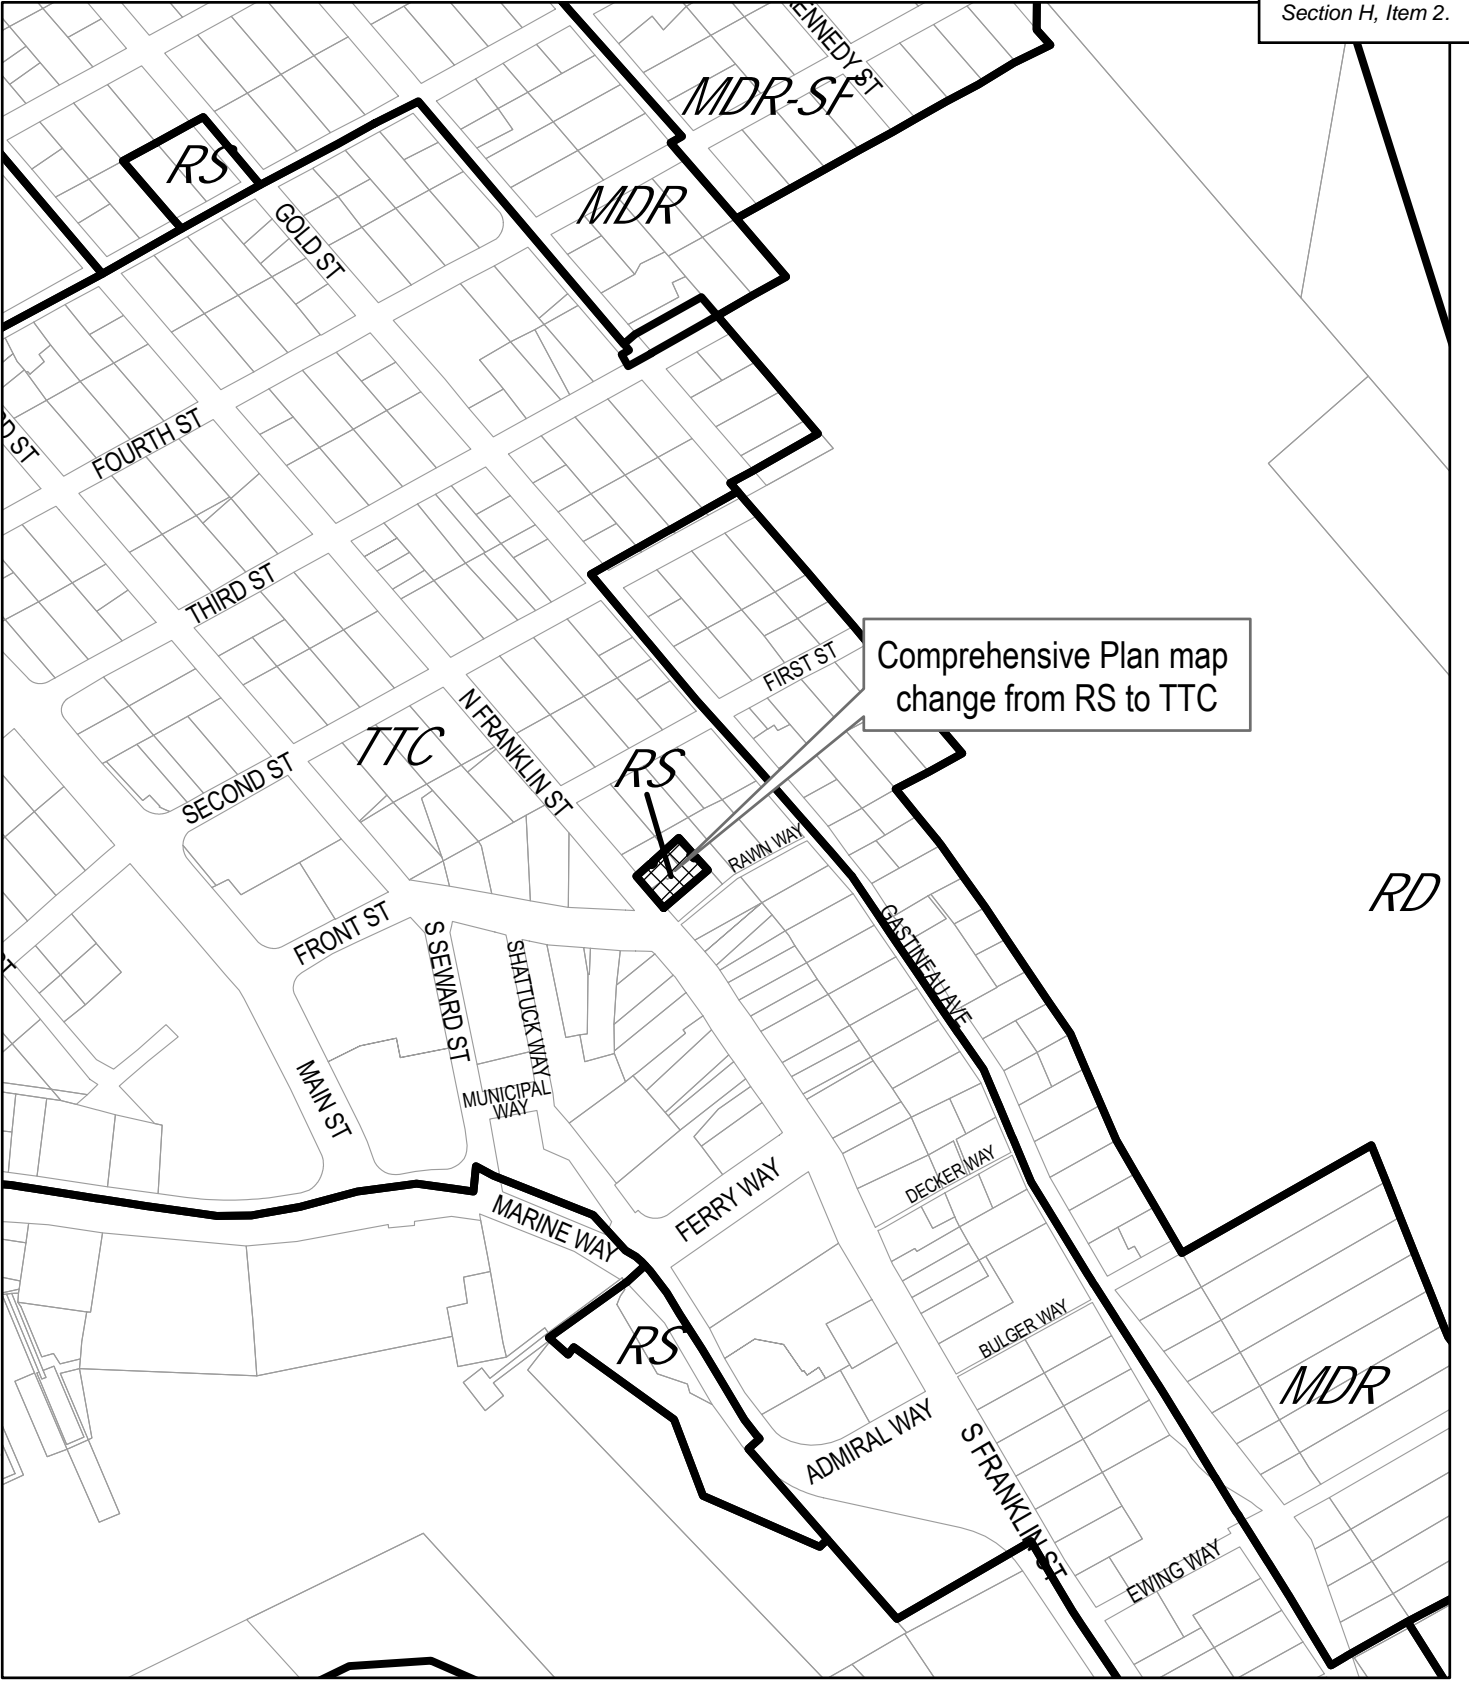 Section H, Item 2.
KENNEDY ST
MDR-SF
RS
MDR
GOLD ST
FOURTH ST
THIRD ST
FIRST ST
Comprehensive Plan map
change from RS to TTC
N FRANKLIN ST
TTC
RS
SECOND ST
RAWN WAY
RD
FRONT ST
S SEWARD ST
SHATTUCK WAY
GASTINEAU AVE
MAIN ST
MUNICIPAL
WAY
DECKER WAY
FERRY WAY
MARINE WAY
BULGER WAY
RS
MDR
ADMIRAL WAY
S FRANKLIN ST
EWING WAY